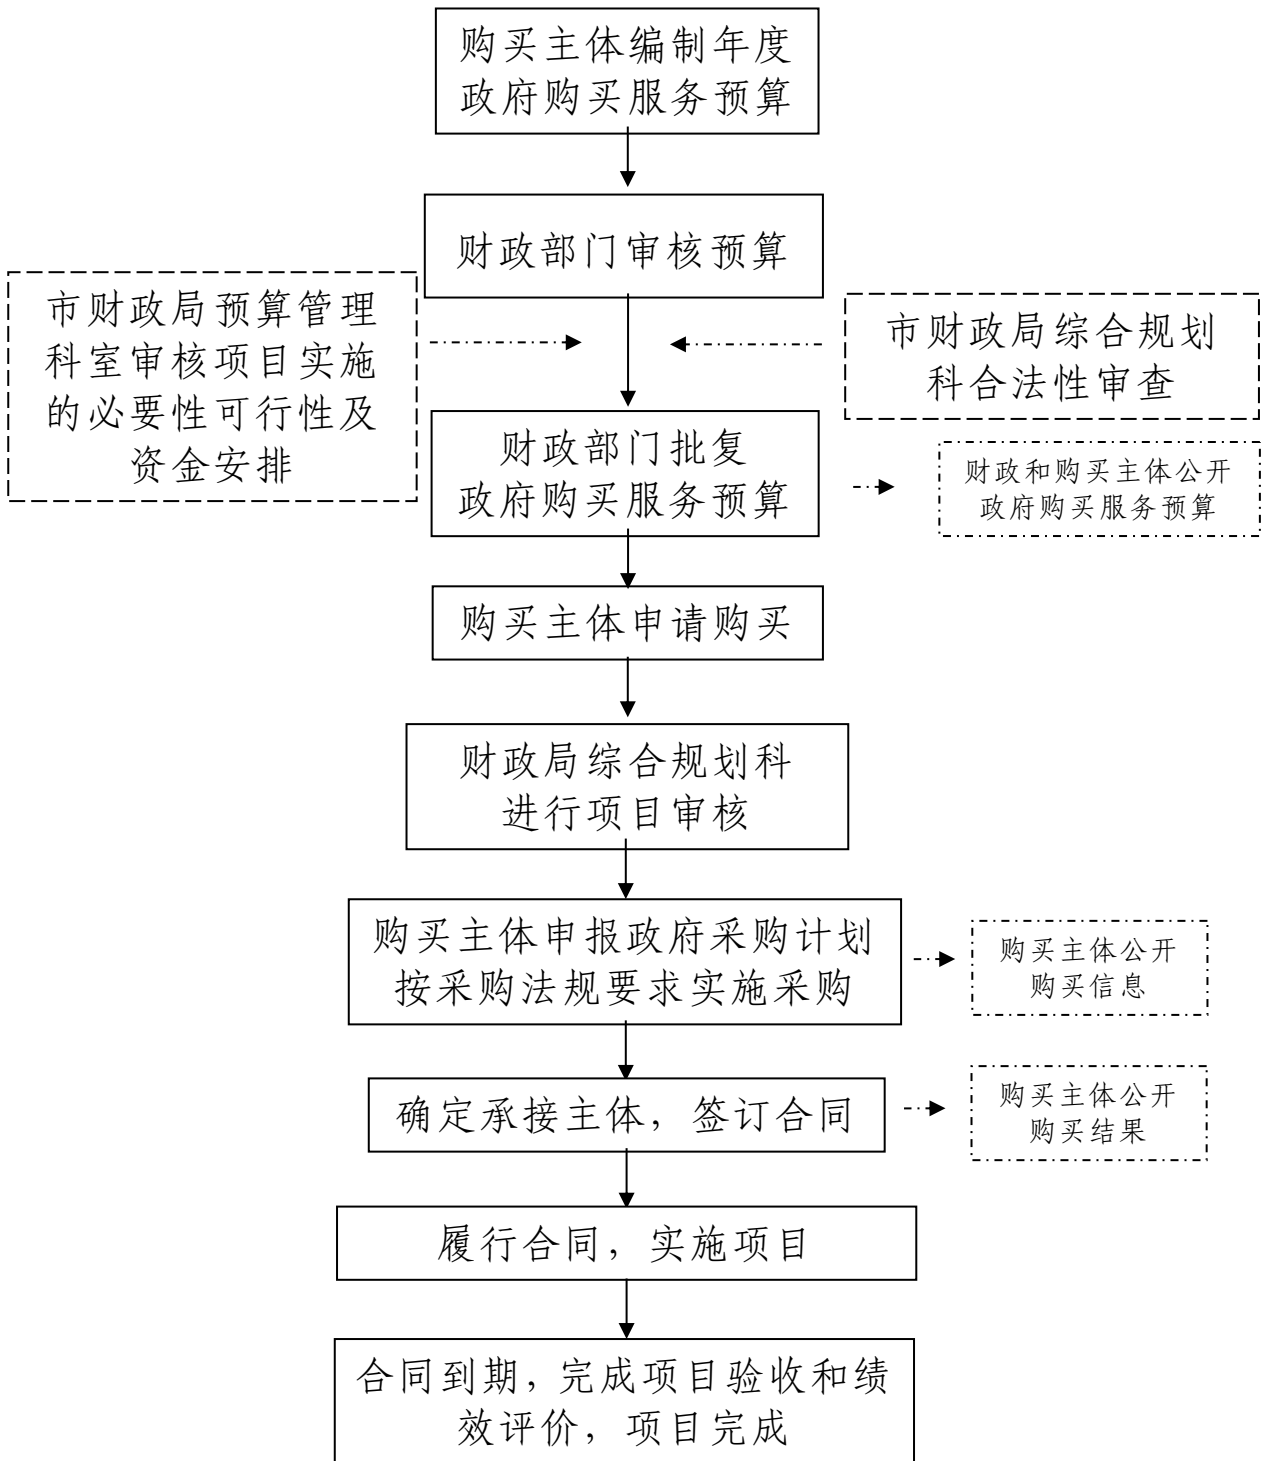 购买主体编制年度
政府购买服务预算
财政部门审核预算
市财政局预算管理
科室审核项目实施
的必要性可行性及
资金安排
市财政局综合规划
科合法性审查
财政部门批复
政府购买服务预算
财政和购买主体公开
政府购买服务预算
购买主体申请购买
财政局综合规划科
进行项目审核
购买主体申报政府采购计划
按采购法规要求实施采购
购买主体公开
购买信息
确定承接主体，签订合同
购买主体公开
购买结果
履行合同，实施项目
合同到期，完成项目验收和绩
效评价，项目完成